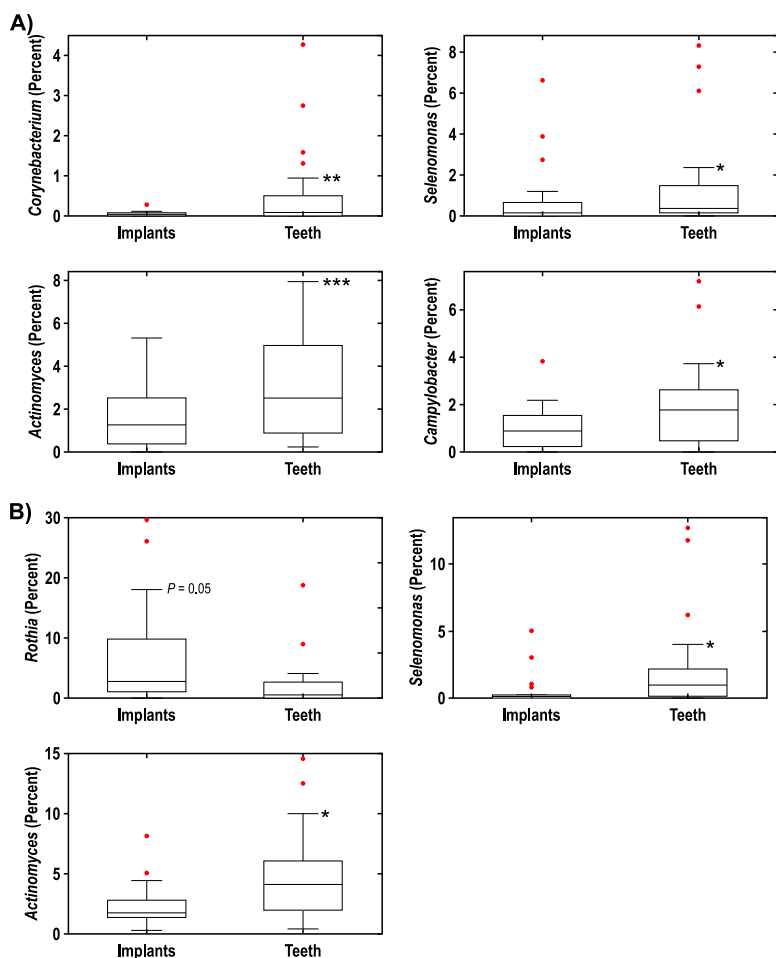 A)
Corynebacterium (Percent)
4
3
2
1
0
**
Implants
Teeth
Selenomonas (Percent)
8
6
4
2
0
*
Implants
Teeth
Actinomyces (Percent)
8
6
4
2
0
***
Implants
Teeth
Campylobacter (Percent)
6
4
2
0
*
Implants
Teeth
B)
Rothia (Percent)
30
20
10
0
P = 0.05
Implants
Teeth
Selenomonas (Percent)
10
5
0
*
Implants
Teeth
Actinomyces (Percent)
15
10
5
0
*
Implants
Teeth